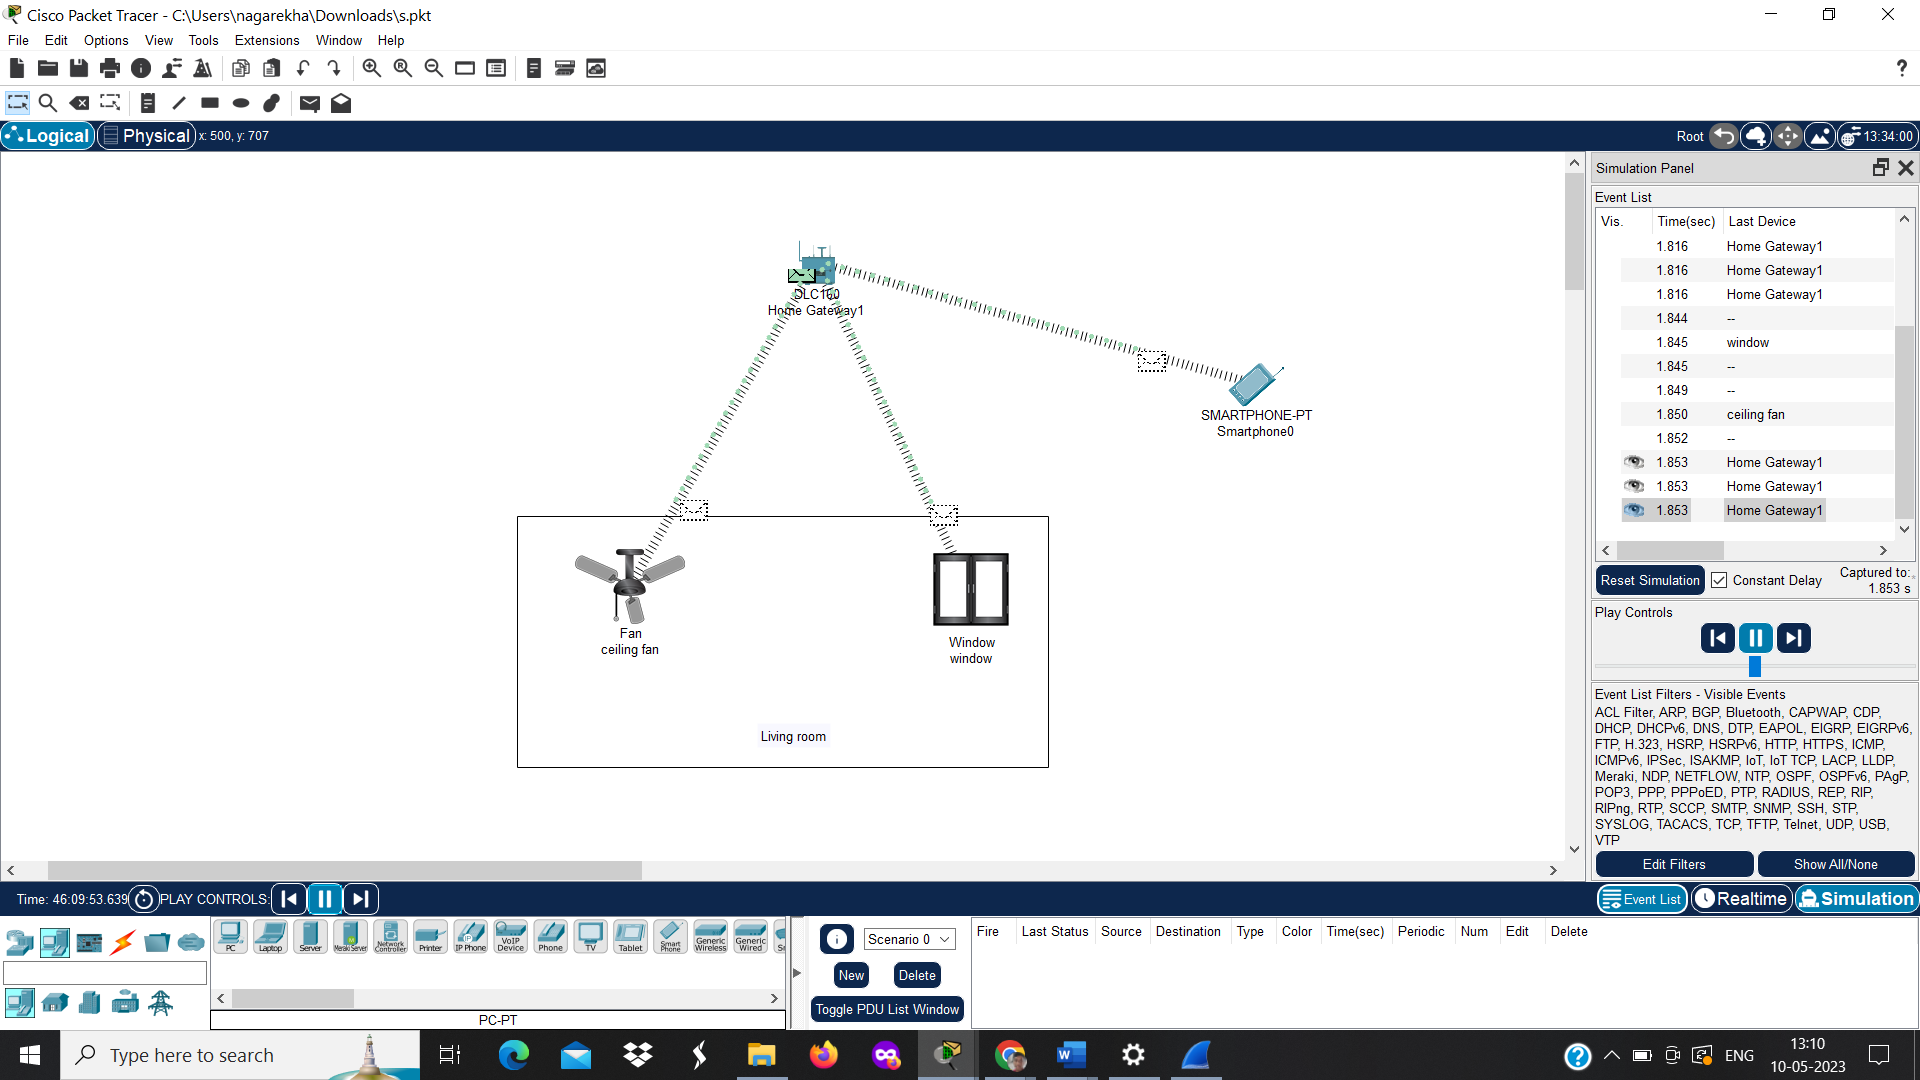 Cisco Packet Tracer - C:\Users\nagarekha\Downloads\s.pkt
File Edit Options View Tools Extensions Window Help
?
Logical Physical x: 500, y: 707 Root 13:34:00
Simulation Panel
Event List
Vis. Time(sec) Last Device
1.816 Home Gateway1
1.816 Home Gateway1
1.816 Home Gateway1
1.844 --
1.845 window
1.845 --
1.849 --
1.850 ceiling fan
1.852 --
1.853 Home Gateway1
1.853 Home Gateway1
1.853 Home Gateway1
Reset Simulation Constant Delay Captured to:
1.853 s
Play Controls
Event List Filters - Visible Events
ACL Filter, ARP, BGP, Bluetooth, CAPWAP, CDP,
DHCP, DHCPv6, DNS, DTP, EAPOL, EIGRP, EIGRPv6,
FTP, H.323, HSRP, HSRPv6, HTTP, HTTPS, ICMP,
ICMPv6, IPSec, ISAKMP, IoT, IoT TCP, LACP, LLDP,
Meraki, NDP, NETFLOW, NTP, OSPF, OSPFv6, PAgP,
POP3, PPP, PPPoED, PTP, RADIUS, REP, RIP,
RIPng, RTP, SCCP, SMTP, SNMP, SSH, STP,
SYSLOG, TACACS, TCP, TFTP, Telnet, UDP, USB,
VTP
Edit Filters Show All/None
DLC100
Home Gateway1
SMARTPHONE-PT
Smartphone0
Fan
ceiling fan
Window
window
Living room
Time: 46:09:53.639 PLAY CONTROLS: Event List Realtime Simulation
PC Laptop Server Meraki Server Network Controller Printer IP Phone VoIP Device Phone TV Tablet Smart Phone Generic Wireless Generic Wired
PC-PT
Scenario 0
New Delete
Toggle PDU List Window
Fire Last Status Source Destination Type Color Time(sec) Periodic Num Edit Delete
Type here to search
ENG
13:10
10-05-2023